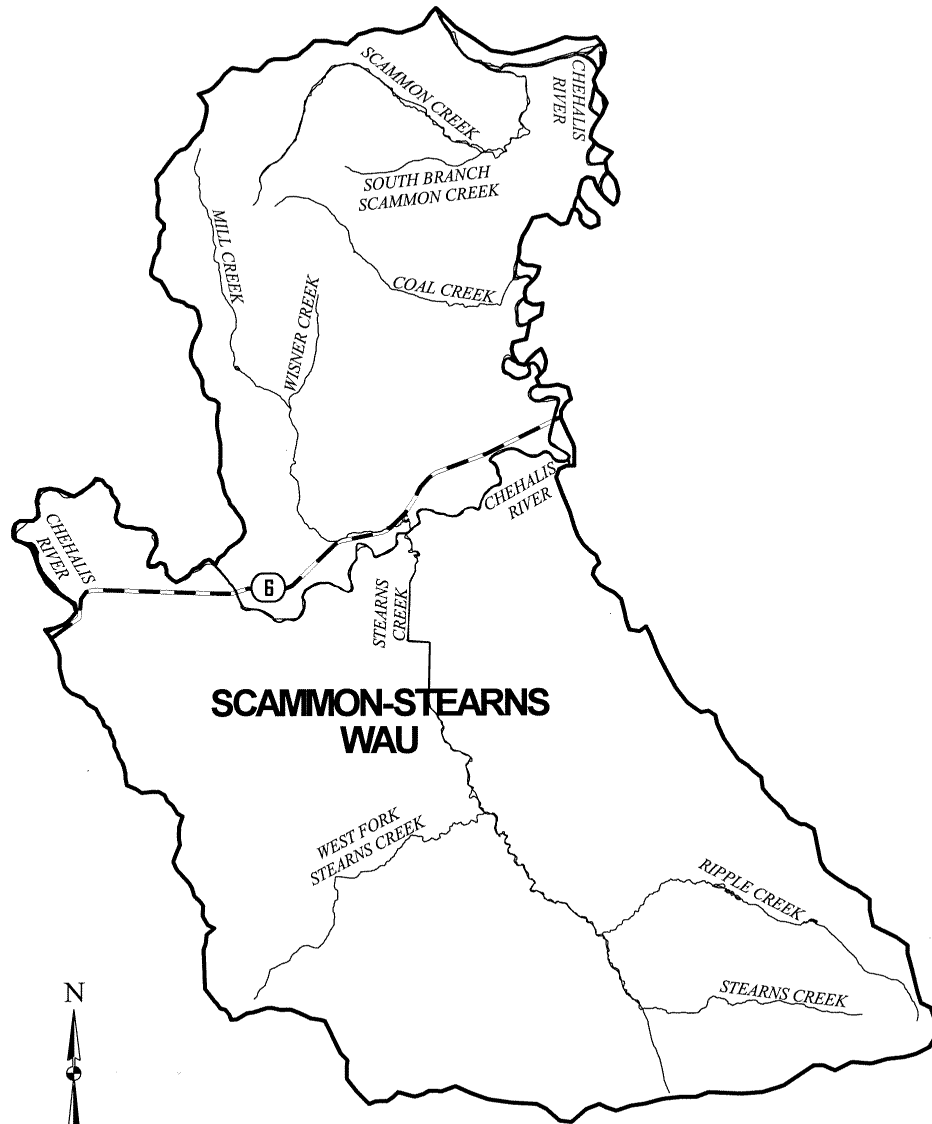 SCAMMON CREEK
CHEHALIS
RIVER
SOUTH BRANCH
SCAMMON CREEK
MILL CREEK
COAL CREEK
WISNER CREEK
CHEHALIS
RIVER
CHEHALIS
RIVER
6
STEARNS
CREEK
SCAMMON-STEARNS
WAU
WEST FORK
STEARNS CREEK
RIPPLE CREEK
STEARNS CREEK
N